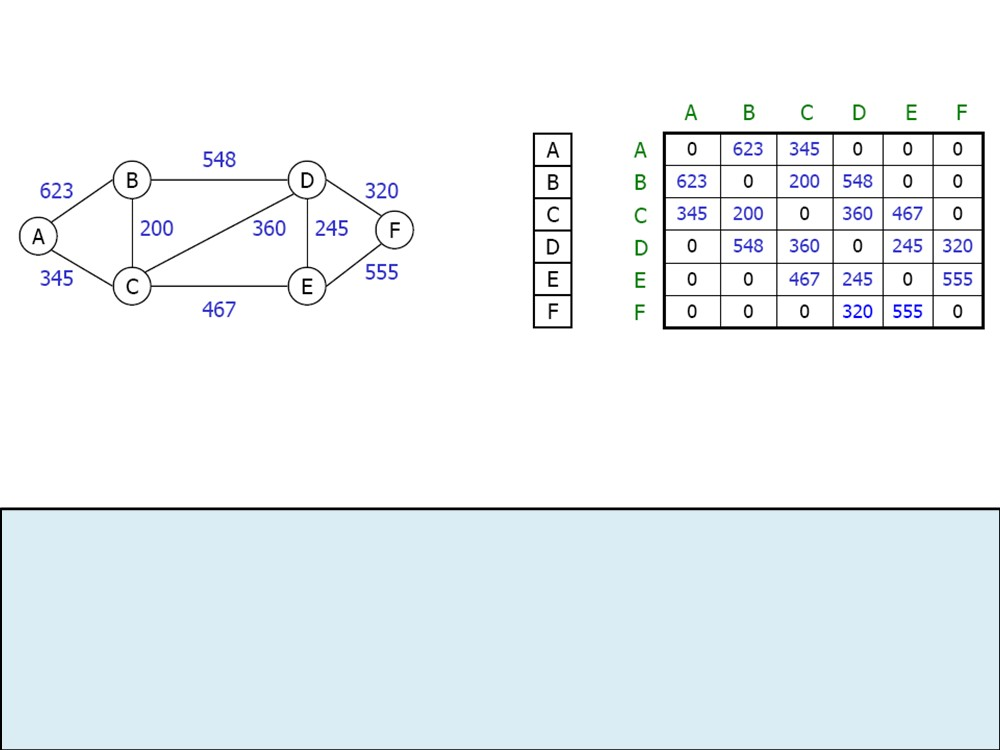 548
B
D
623
320
200
360
245
A
F
345
555
C
E
467
A B C D E F
A
B
C
D
E
F
A 0 623 345 0 0 0
B 623 0 200 548 0 0
C 345 200 0 360 467 0
D 0 548 360 0 245 320
E 0 0 467 245 0 555
F 0 0 0 320 555 0